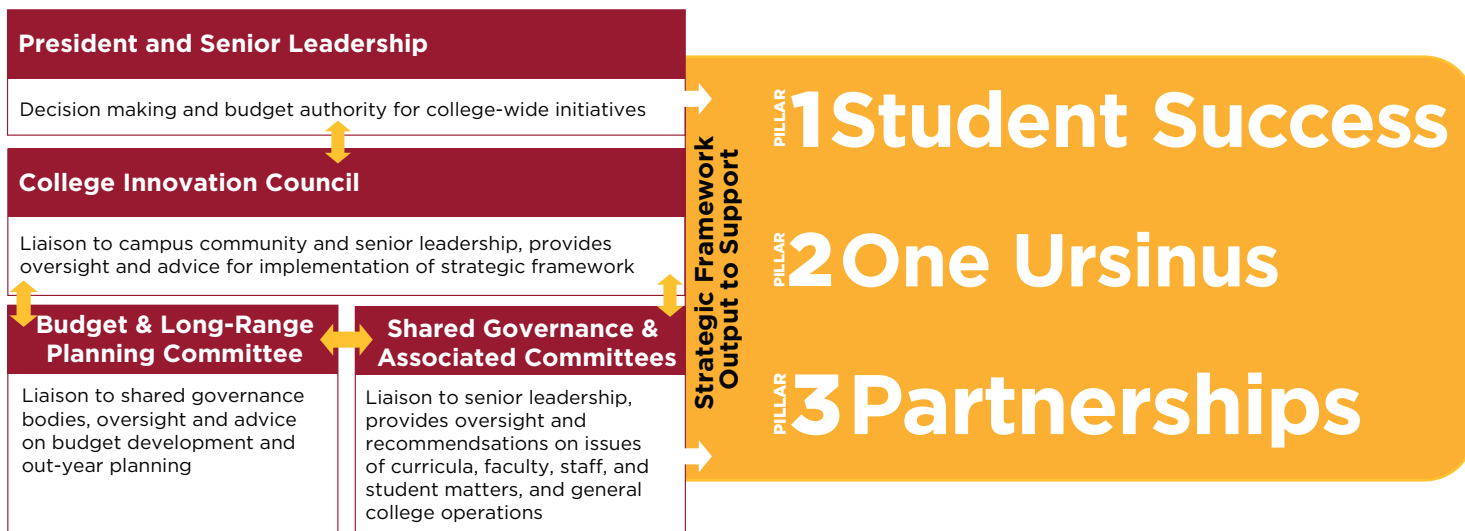 President and Senior Leadership
Decision making and budget authority for college-wide initiatives
College Innovation Council
Liaison to campus community and senior leadership, provides
oversight and advice for implementation of strategic framework
Budget & Long-Range
Planning Committee
Liaison to shared governance
bodies, oversight and advice
on budget development and
out-year planning
Shared Governance &
Associated Committees
Liaison to senior leadership,
provides oversight and
recommendsations on issues
of curricula, faculty, staff, and
student matters, and general
college operations
Strategic Framework
Output to Support
PILLAR 1 Student Success
PILLAR 2 One Ursinus
PILLAR 3 Partnerships